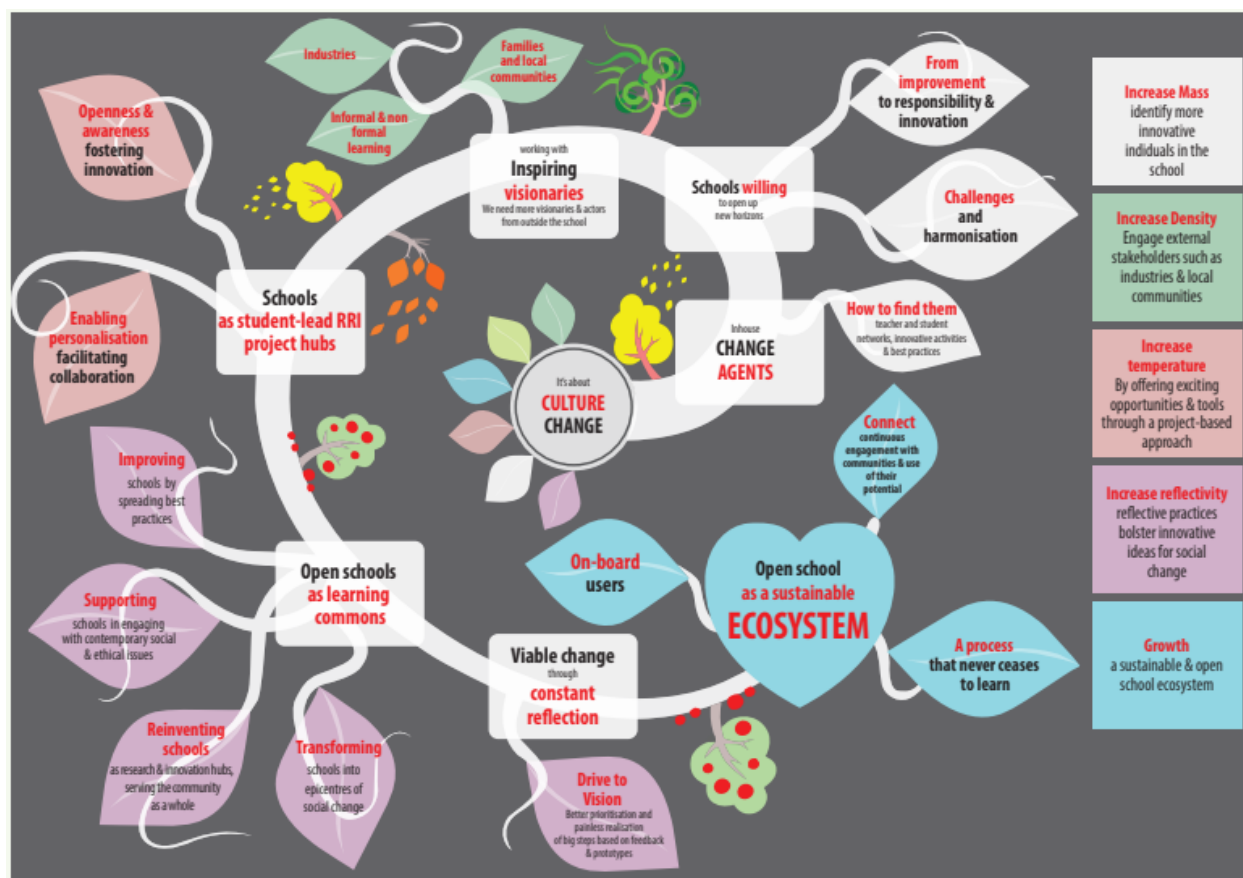 Industries
Families
and local
communities
Informal & non
formal
learning
Openness &
awareness
fostering
innovation
Enabling
personalisation
facilitating
collaboration
Schools
as student-lead RRI
project hubs
working with
Inspiring
visionaries
We need more visionaries & actors
from outside the school
Schools willing
to open up
new horizons
From
improvement
to responsibility &
innovation
Challenges
and
harmonisation
How to find them
teacher and student
networks, innovative activities
& best practices
Inhouse
CHANGE
AGENTS
It's about
CULTURE
CHANGE
Improving
schools by
spreading best
practices
Supporting
schools in engaging
with contemporary social
& ethical issues
Reinventing
schools
as research & innovation hubs,
serving the community
as a whole
Transforming
schools into
epicentres of
social change
Open schools
as learning
commons
Viable change
through
constant
reflection
Drive to
Vision
Better prioritisation and
painless realisation
of big steps based on feedback
& prototypes
On-board
users
Open school
as a sustainable
ECOSYSTEM
Connect
continuous
engagement with
communities & use
of their
potential
A process
that never ceases
to learn
Increase Mass
identify more
innovative
indiduals in the
school
Increase Density
Engage external
stakeholders such as
industries & local
communities
Increase
temperature
By offering exciting
opportunities & tools
through a project-based
approach
Increase reflectivity
reflective practices
bolster innovative
ideas for social
change
Growth
a sustainable & open
school ecosystem